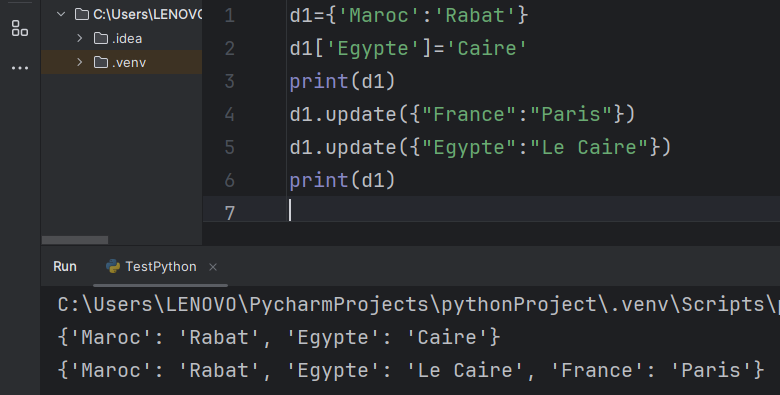 C:\Users\LENOVO
.idea
.venv
1 d1={'Maroc':'Rabat'}
2 d1['Egypte']='Caire'
3 print(d1)
4 d1.update({"France":"Paris"})
5 d1.update({"Egypte":"Le Caire"})
6 print(d1)
7
Run TestPython ×
C:\Users\LENOVO\PycharmProjects\pythonProject\.venv\Scripts\
{'Maroc': 'Rabat', 'Egypte': 'Caire'}
{'Maroc': 'Rabat', 'Egypte': 'Le Caire', 'France': 'Paris'}